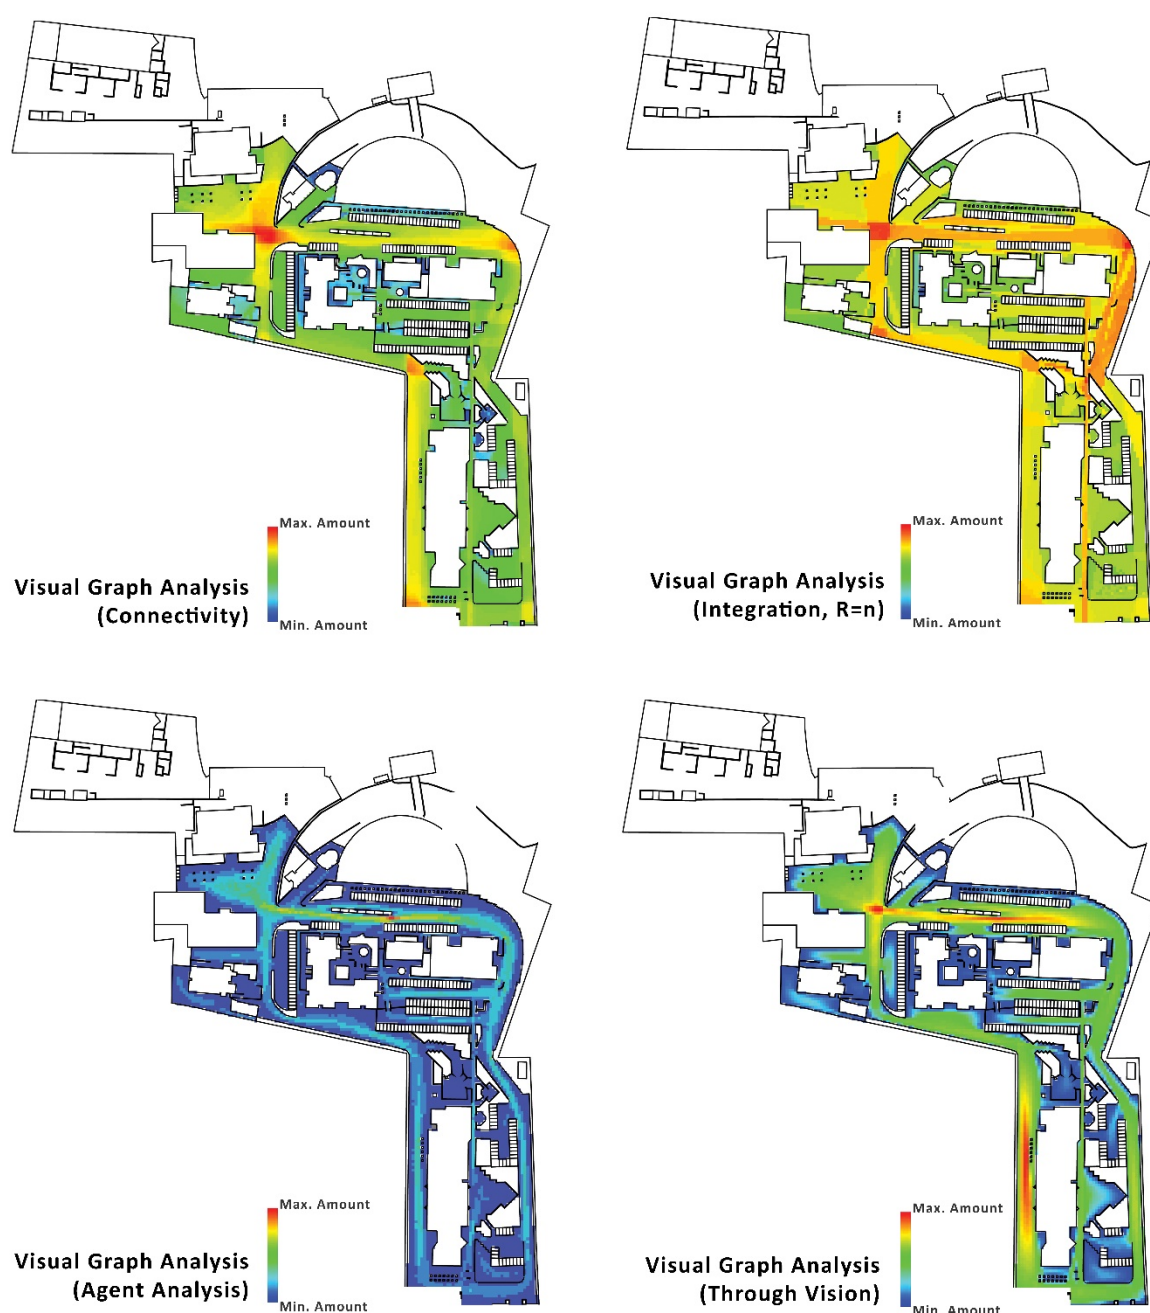 Max. Amount
Visual Graph Analysis
(Connectivity)
Min. Amount
Max. Amount
Visual Graph Analysis
(Integration, R=n)
Min. Amount
Max. Amount
Visual Graph Analysis
(Agent Analysis)
Min. Amount
Max. Amount
Visual Graph Analysis
(Through Vision)
Min. Amount